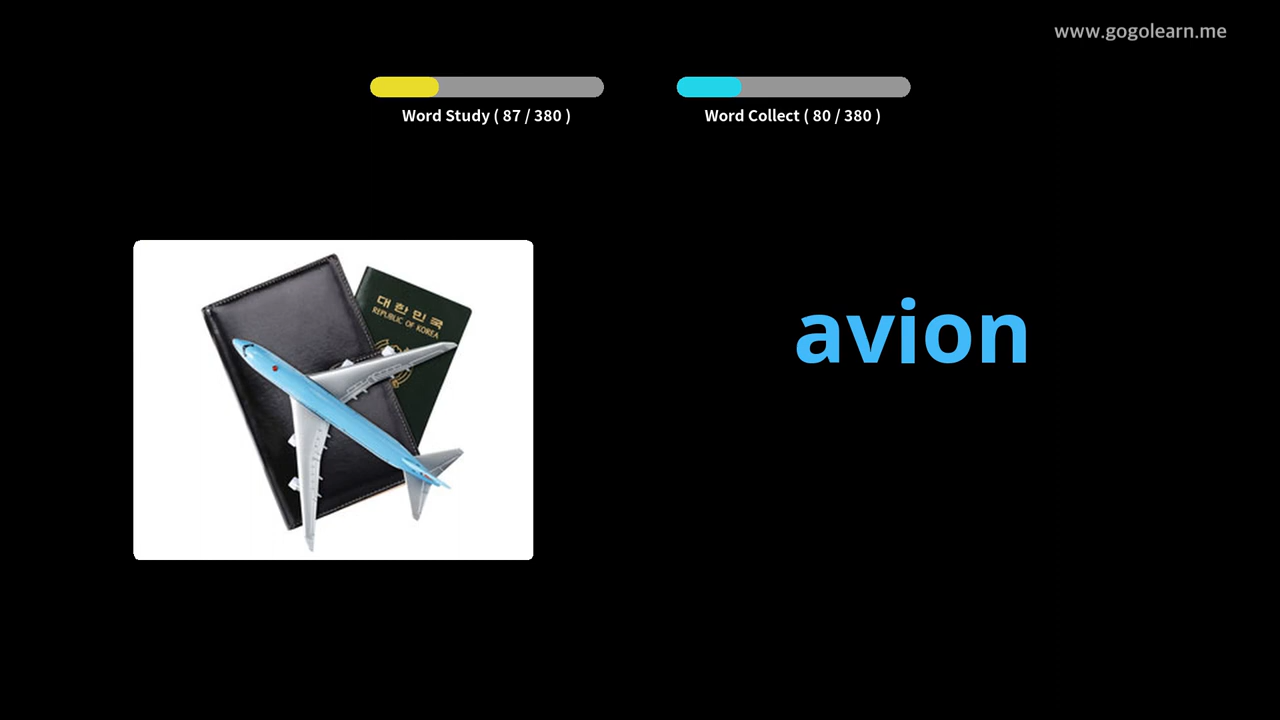 www.gogolearn.me
Word Study ( 87 / 380 )
Word Collect ( 80 / 380 )
대한민국
REPUBLIC OF KOREA
avion